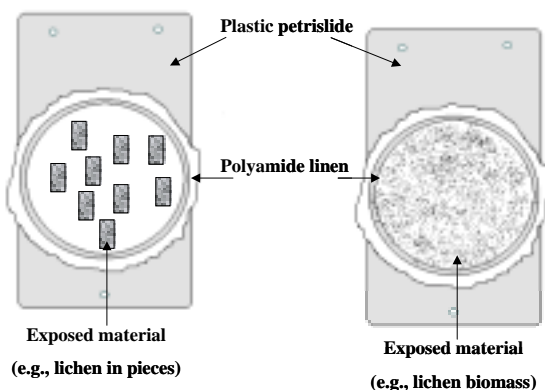 Plastic petrislide
Polyamide linen
Exposed material
(e.g., lichen in pieces)
Exposed material
(e.g., lichen biomass)